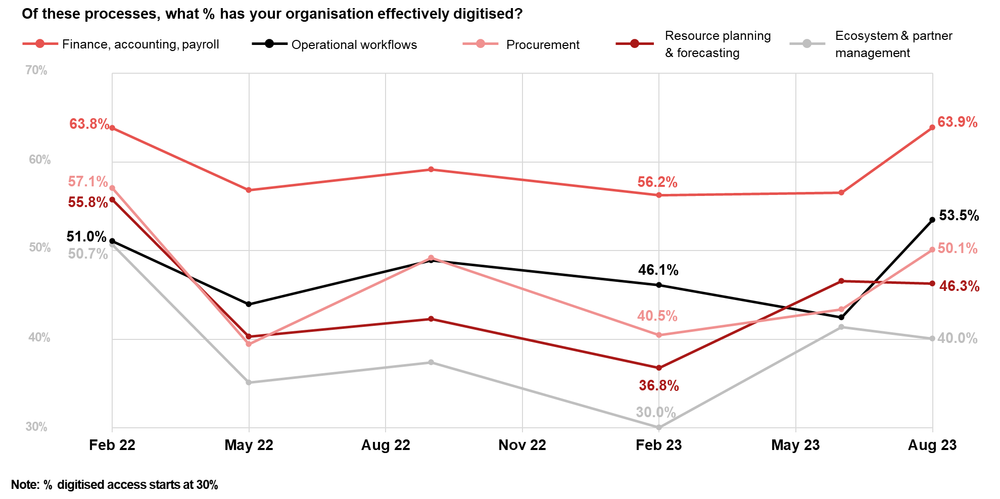 Of these processes, what % has your organisation effectively digitised?
Finance, accounting, payroll
Operational workflows
Procurement
Resource planning
& forecasting
Ecosystem & partner
management
70%
60%
50%
40%
30%
63.8%
57.1%
55.8%
51.0%
50.7%
56.2%
46.1%
40.5%
36.8%
30.0%
63.9%
53.5%
50.1%
46.3%
40.0%
Feb 22
May 22
Aug 22
Nov 22
Feb 23
May 23
Aug 23
Note: % digitised access starts at 30%